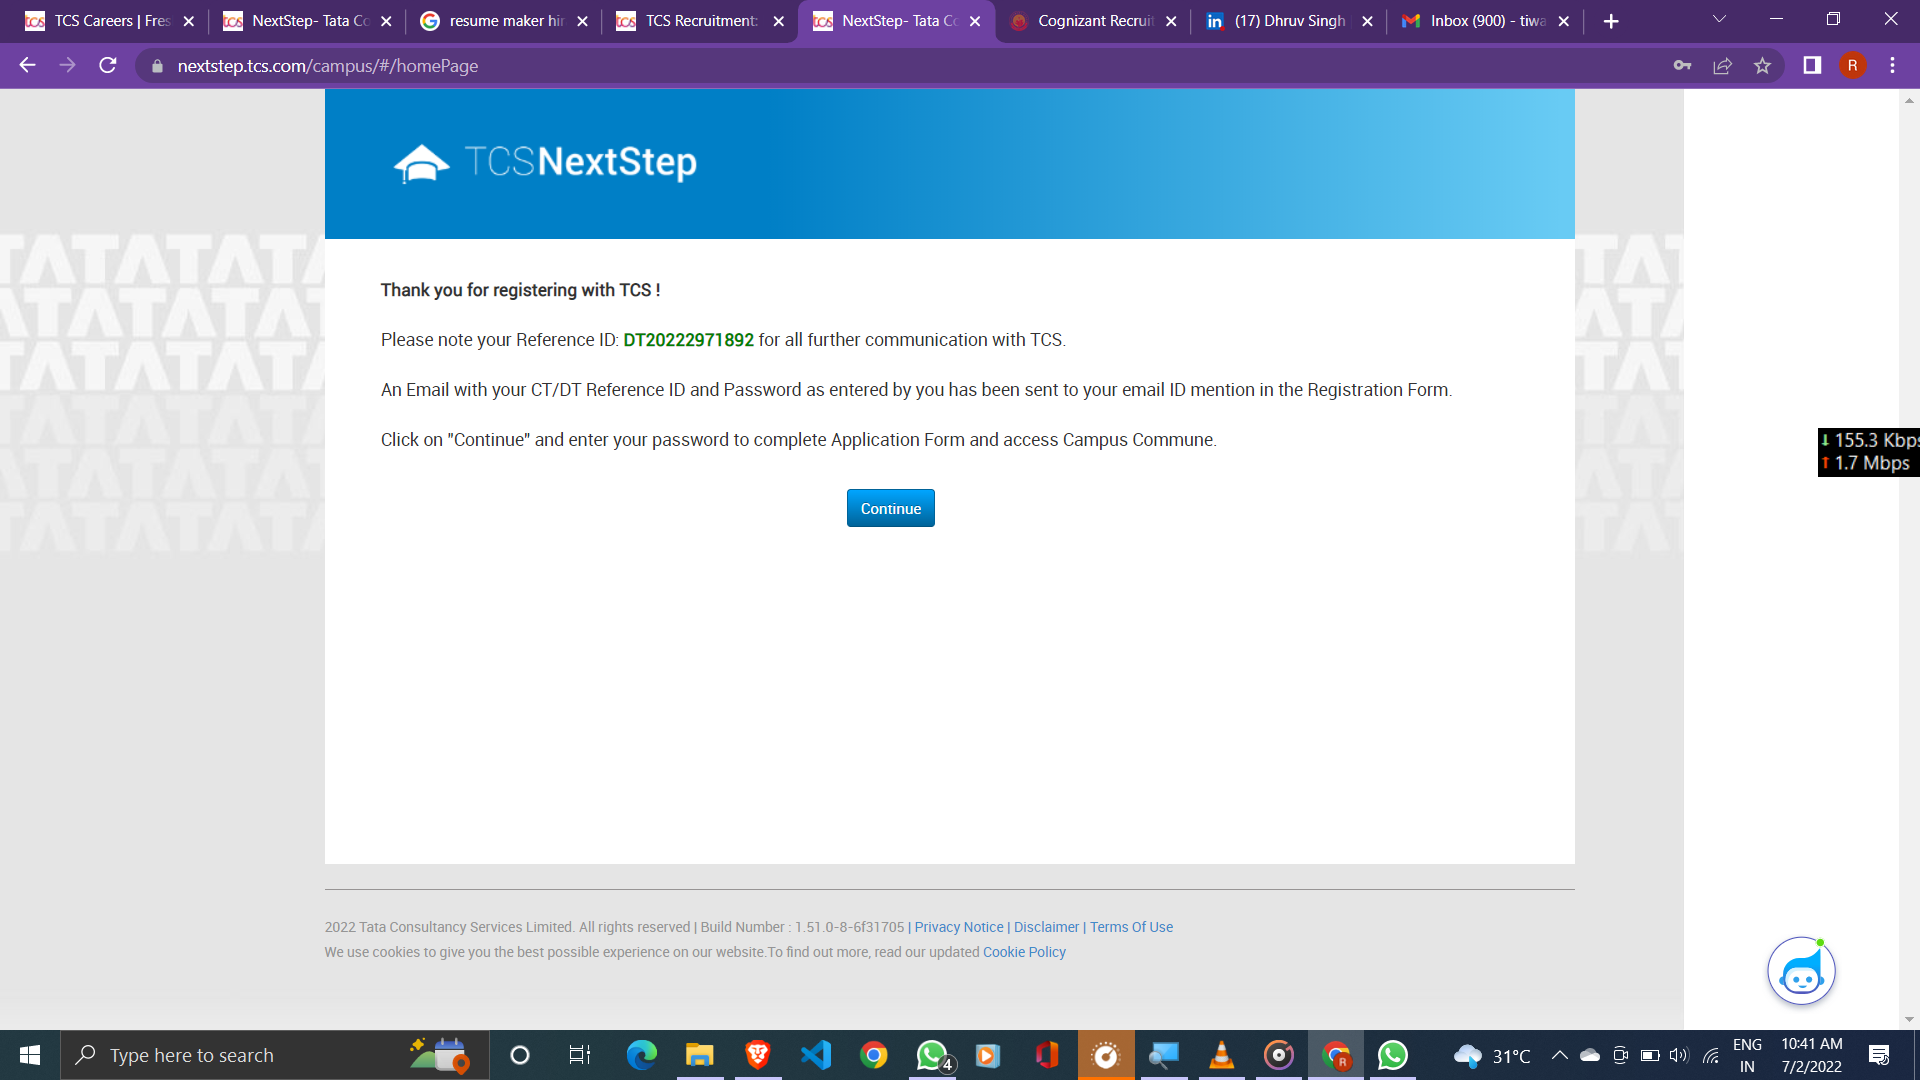 TCS Careers | Fres
NextStep- Tata Co
resume maker hir
TCS Recruitment:
NextStep- Tata Co
Cognizant Recruit
(17) Dhruv Singh
Inbox (900) - tiwa
nextstep.tcs.com/campus/#/homePage
R
TCS NextStep
Thank you for registering with TCS !
Please note your Reference ID: DT20222971892 for all further communication with TCS.
An Email with your CT/DT Reference ID and Password as entered by you has been sent to your email ID mention in the Registration Form.
Click on "Continue" and enter your password to complete Application Form and access Campus Commune.
Continue
155.3 Kbps
1.7 Mbps
2022 Tata Consultancy Services Limited. All rights reserved | Build Number : 1.51.0-8-6f31705 | Privacy Notice | Disclaimer | Terms Of Use
We use cookies to give you the best possible experience on our website.To find out more, read our updated Cookie Policy
Type here to search
4
R
31°C
ENG
IN
10:41 AM
7/2/2022